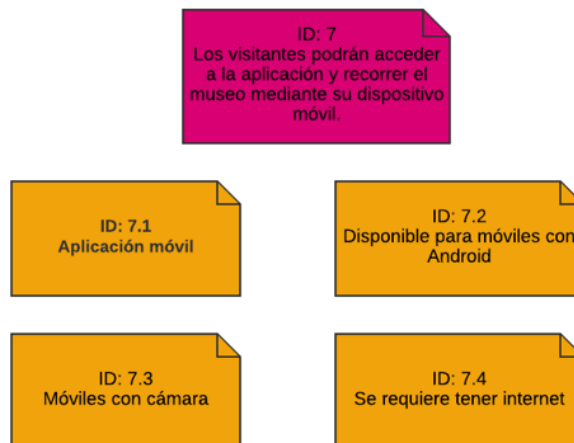 ID: 7
Los visitantes podrán acceder
a la aplicación y recorrer el
museo mediante su dispositivo
móvil.
ID: 7.1
Aplicación móvil
ID: 7.2
Disponible para móviles con
Android
ID: 7.3
Móviles con cámara
ID: 7.4
Se requiere tener internet